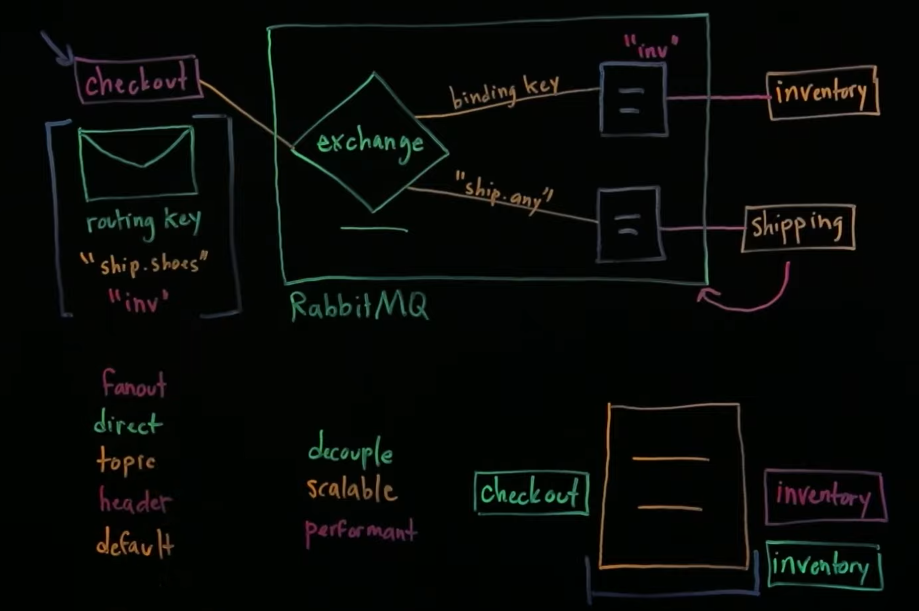 checkout
routing key
"ship.shoes"
"inv"
exchange
binding key
"ship.any"
"inv"
inventory
shipping
RabbitMQ
fanout
direct
topic
header
default
decouple
scalable
performant
checkout
inventory
inventory